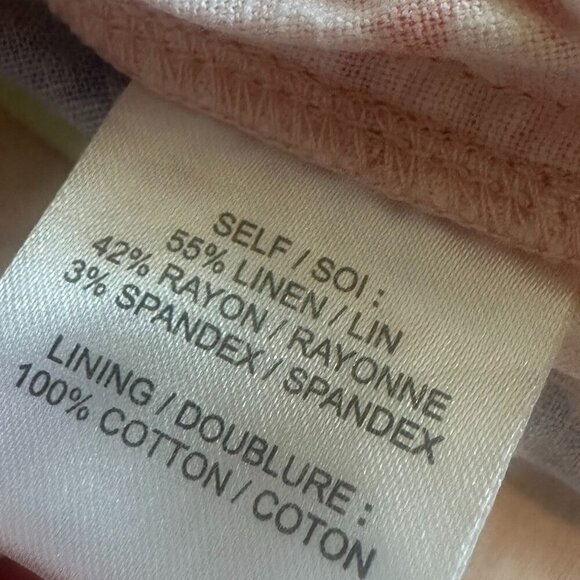 SELF / SOI :
55% LINEN / LIN
42% RAYON / RAYONNE
3% SPANDEX / SPANDEX
LINING / DOUBLURE :
100% COTTON / COTON